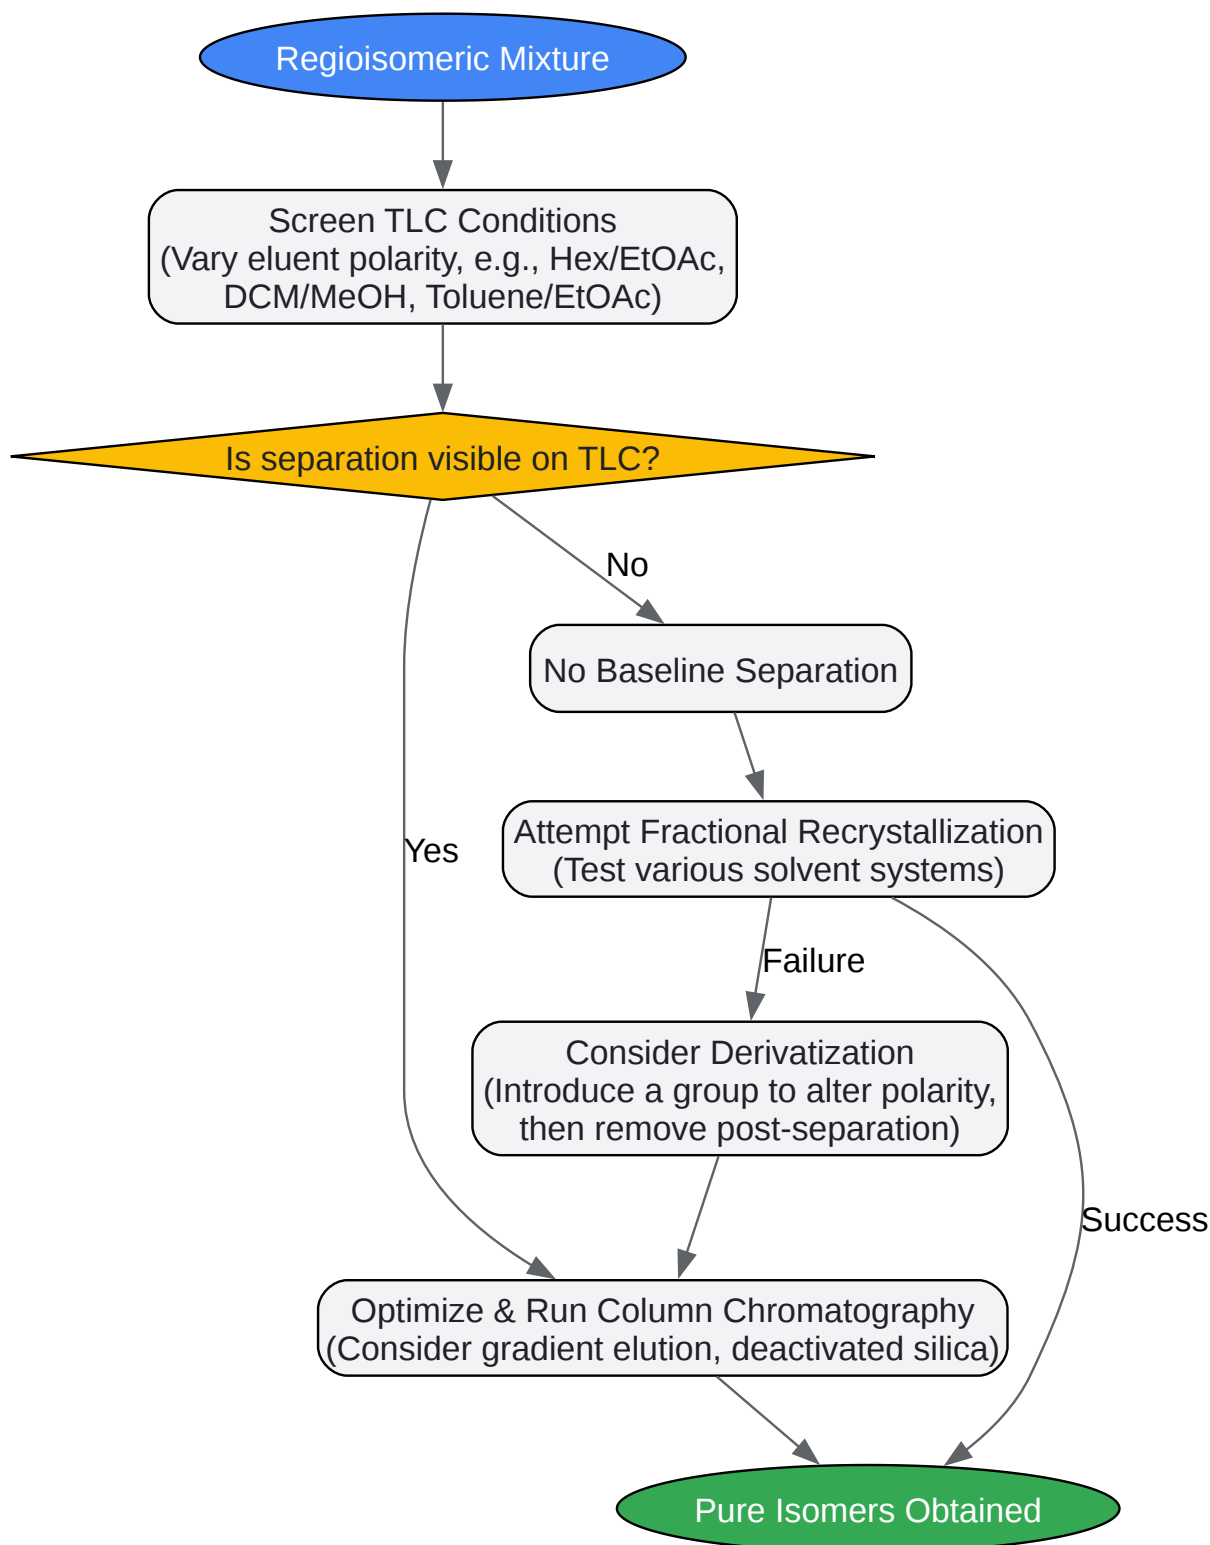 Regioisomeric Mixture
Screen TLC Conditions
(Vary eluent polarity, e.g., Hex/EtOAc,
DCM/MeOH, Toluene/EtOAc)
Is separation visible on TLC?
No
No Baseline Separation
Attempt Fractional Recrystallization
(Test various solvent systems)
Yes
Failure
Consider Derivatization
(Introduce a group to alter polarity,
then remove post-separation)
Success
Optimize & Run Column Chromatography
(Consider gradient elution, deactivated silica)
Pure Isomers Obtained